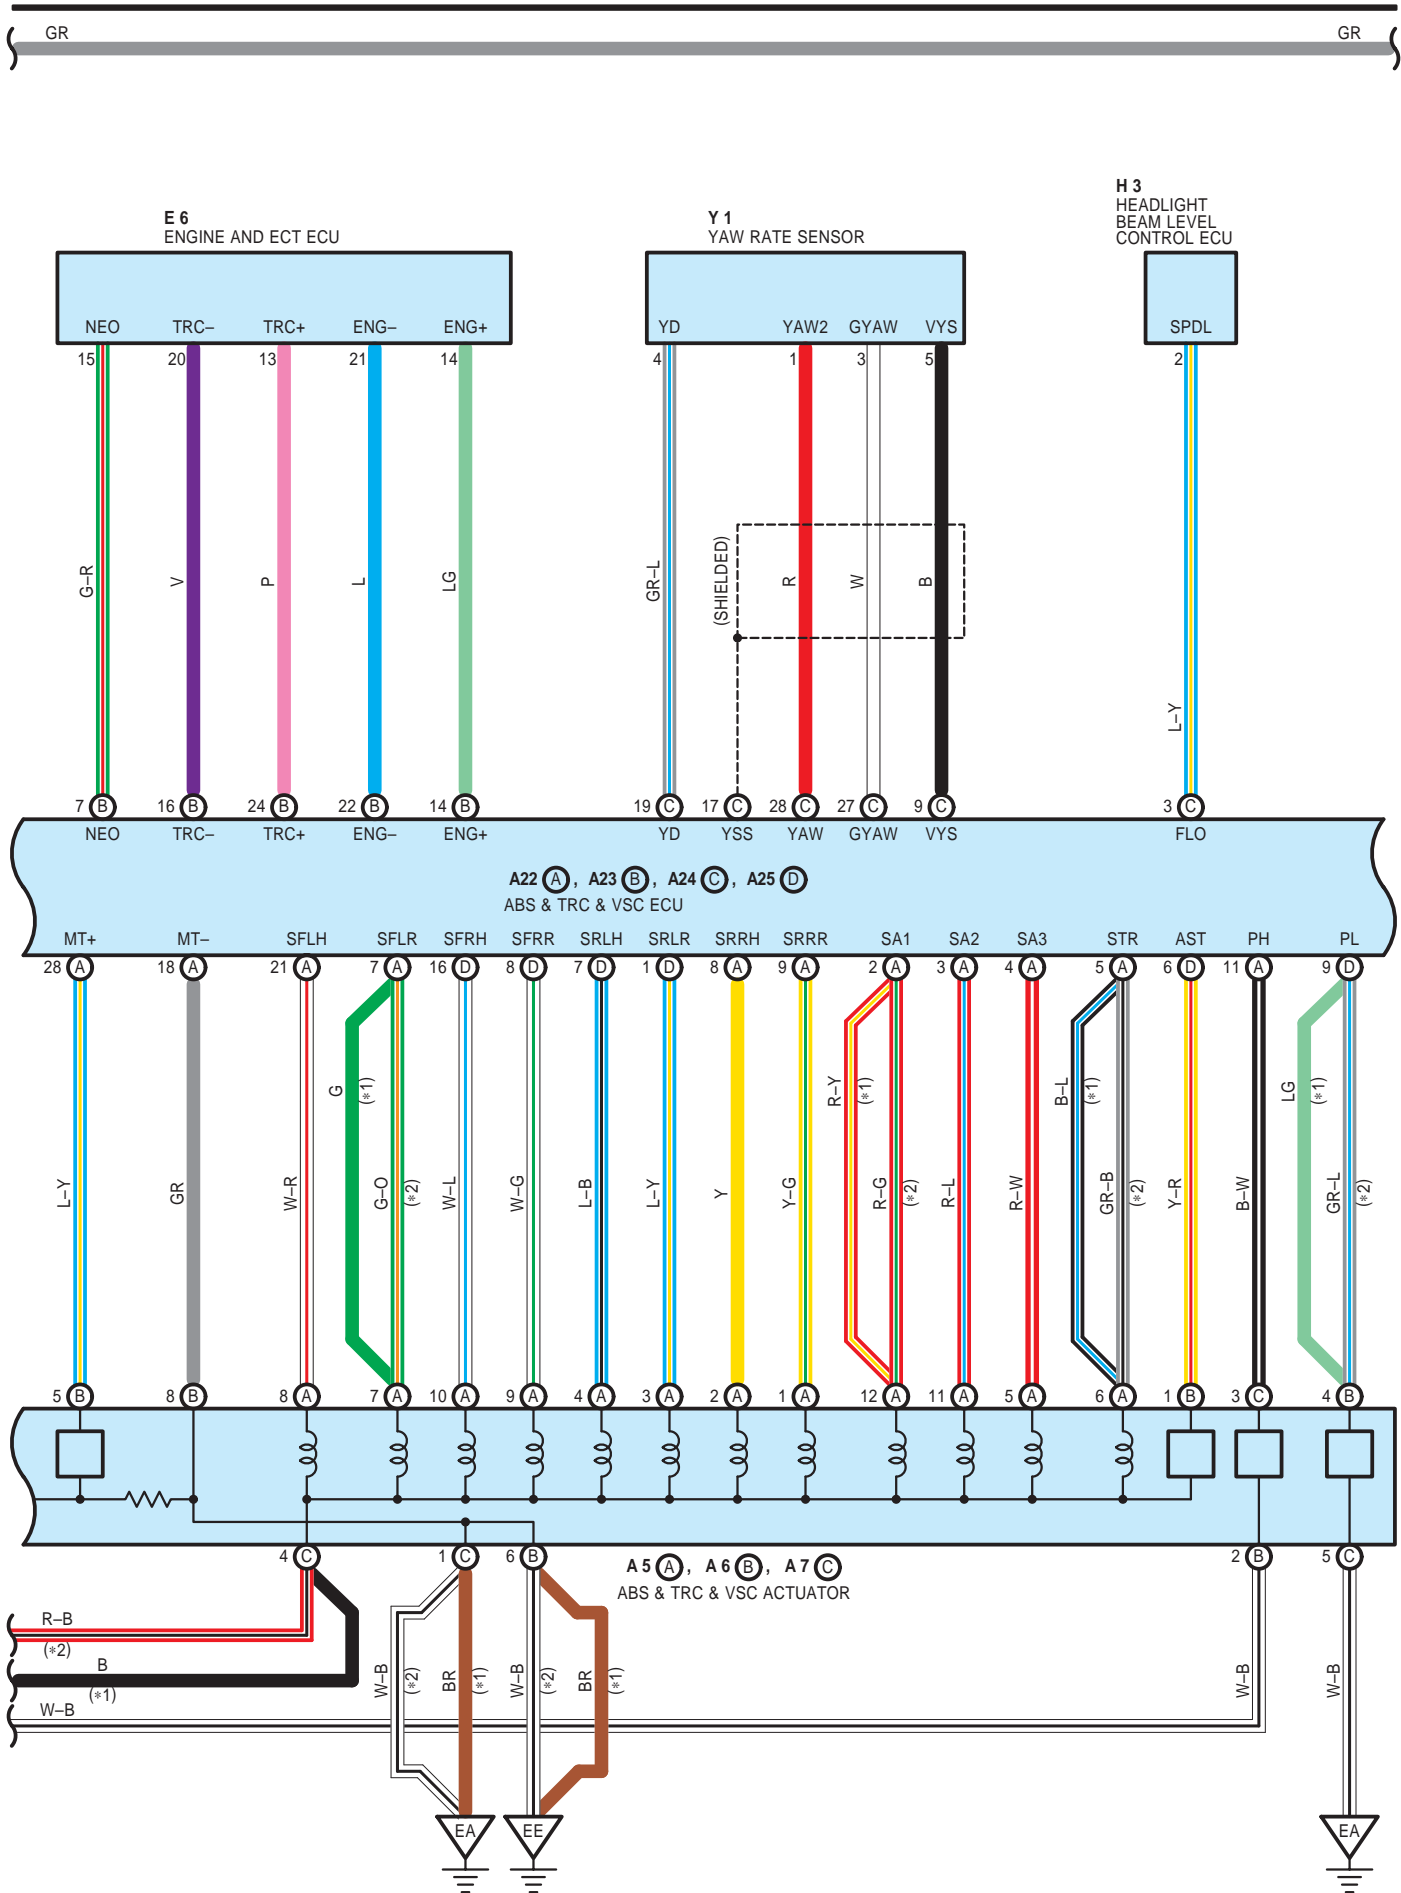 GR GR
E 6
ENGINE AND ECT ECU
Y 1
YAW RATE SENSOR
H 3
HEADLIGHT
BEAM LEVEL
CONTROL ECU
NEO TRC– TRC+ ENG– ENG+ YD YAW2 GYAW VYS SPDL
15 20 13 21 14 4 1 3 5 2
G–R V P L LG GR–L (SHIELDED) R W B L–Y
7 B 16 B 24 B 22 B 14 B 19 C 17 C 28 C 27 C 9 C 3 C
NEO TRC– TRC+ ENG– ENG+ YD YSS YAW GYAW VYS FLO
A22 A , A23 B , A24 C , A25 D
ABS & TRC & VSC ECU
MT+ MT– SFLH SFLR SFRH SFRR SRLH SRLR SRRH SRRR SA1 SA2 SA3 STR AST PH PL
28 A 18 A 21 A 7 A 16 D 8 D 7 D 1 D 8 A 9 A 2 A 3 A 4 A 5 A 6 D 11 A 9 D
G (*1) R–Y (*1) B–L (*1) LG (*1)
L–Y GR W–R G–O (*2) W–L W–G L–B L–Y Y Y–G R–G (*2) R–L R–W GR–B (*2) Y–R B–W GR–L (*2)
5 B 8 B 8 A 7 A 10 A 9 A 4 A 3 A 2 A 1 A 12 A 11 A 5 A 6 A 1 B 3 C 4 B
4 C 1 C 6 B 2 B 5 C
A 5 A , A 6 B , A 7 C
ABS & TRC & VSC ACTUATOR
R–B
(*2)
B
(*1)
W–B
W–B (*2) BR (*1) W–B (*2) BR (*1) W–B W–B
EA EE EA